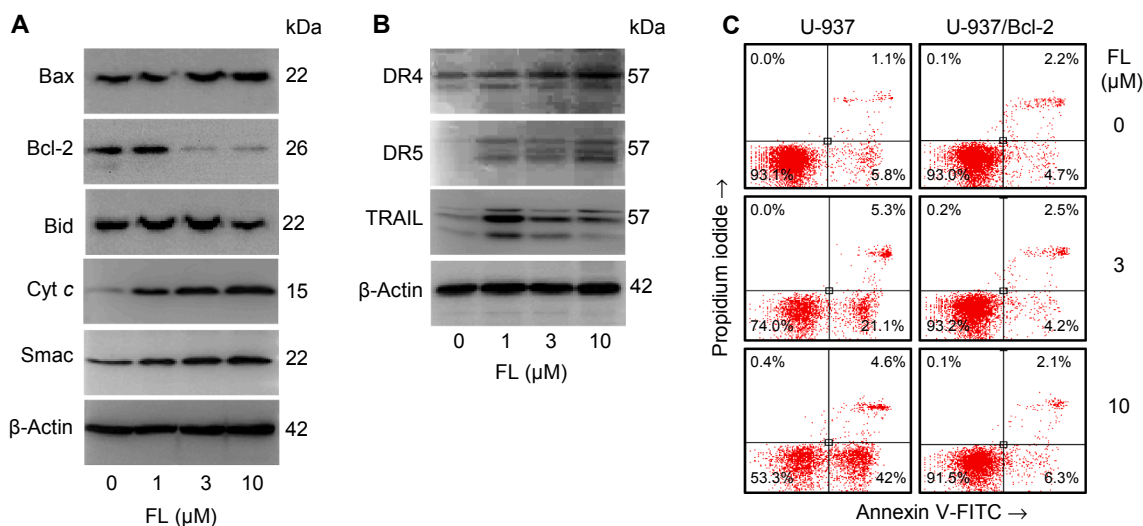 A
kDa
Bax
22
Bcl-2
26
Bid
22
Cyt c
15
Smac
22
β-Actin
42
0 1 3 10
FL (μM)
B
kDa
DR4
57
DR5
57
TRAIL
57
β-Actin
42
0 1 3 10
FL (μM)
C
U-937 U-937/Bcl-2
FL
(μM)
0.0% 1.1% 0.1% 2.2%
0
93.1% 5.8% 93.0% 4.7%
0.0% 5.3% 0.2% 2.5%
3
74.0% 21.1% 93.2% 4.2%
0.4% 4.6% 0.1% 2.1%
10
53.3% 42% 91.5% 6.3%
Propidium iodide →
Annexin V-FITC →